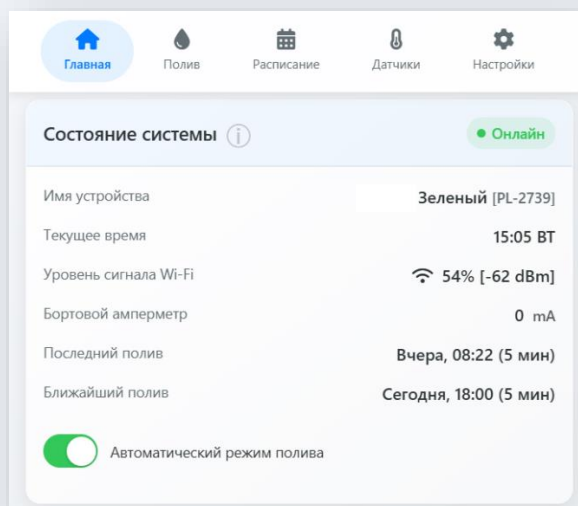 Главная Полив Расписание Датчики Настройки
Состояние системы i Онлайн
Имя устройства Зеленый [PL-2739]
Текущее время 15:05 ВТ
Уровень сигнала Wi-Fi 54% [-62 dBm]
Бортовой амперметр 0 mA
Последний полив Вчера, 08:22 (5 мин)
Ближайший полив Сегодня, 18:00 (5 мин)
Автоматический режим полива